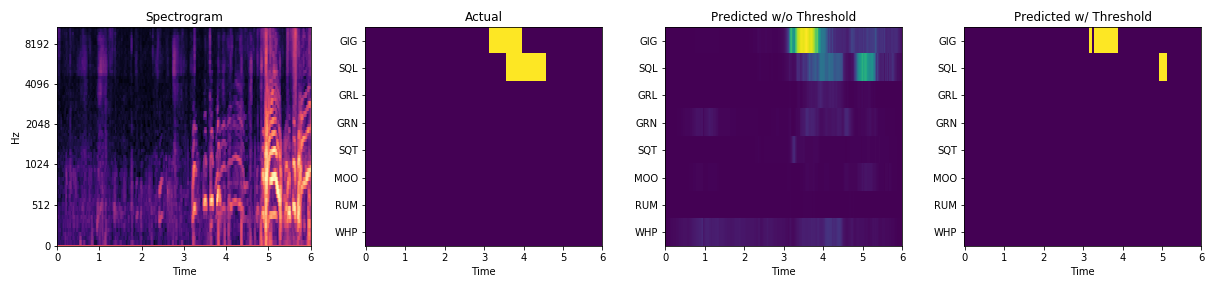 Spectrogram
Hz
8192
4096
2048
1024
512
0
0 1 2 3 4 5 6
Time
Actual
GIG
SQL
GRL
GRN
SQT
MOO
RUM
WHP
0 1 2 3 4 5 6
Time
Predicted w/o Threshold
GIG
SQL
GRL
GRN
SQT
MOO
RUM
WHP
0 1 2 3 4 5 6
Time
Predicted w/ Threshold
GIG
SQL
GRL
GRN
SQT
MOO
RUM
WHP
0 1 2 3 4 5 6
Time